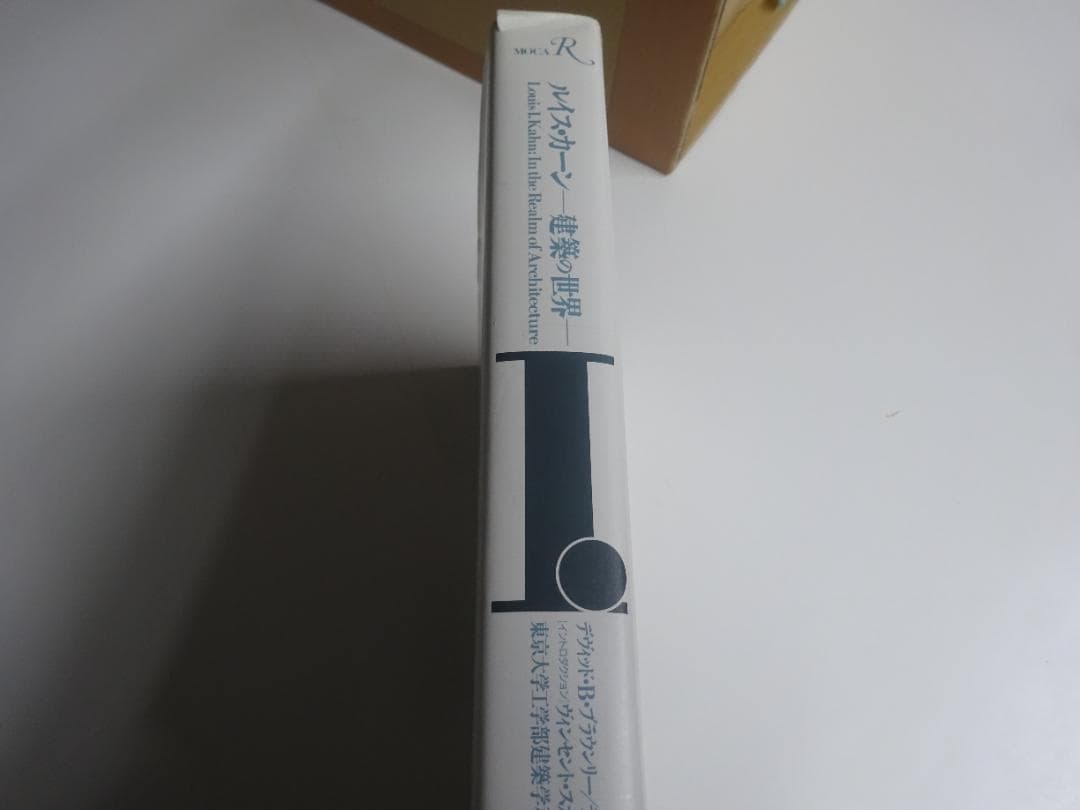 MOCA R
ルイス・カーン―建築の世界―
Louis I. Kahn: In the Realm of Architecture
I.
デヴィッド・B・ブラウンリー/
[イントロダクション]ヴィンセント・ス
東京大学工学部建築学